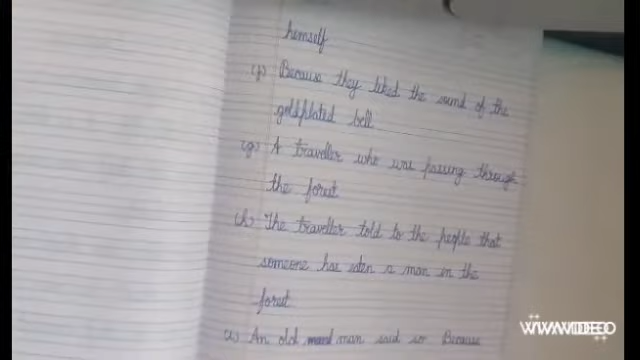 himself
(f) Because they liked the sound of the
goldplated bell
(g) A traveller who was passing through
the forest
(h) The traveller told to the people that
someone has eaten a man in the
forest
(i) An old man said so Because